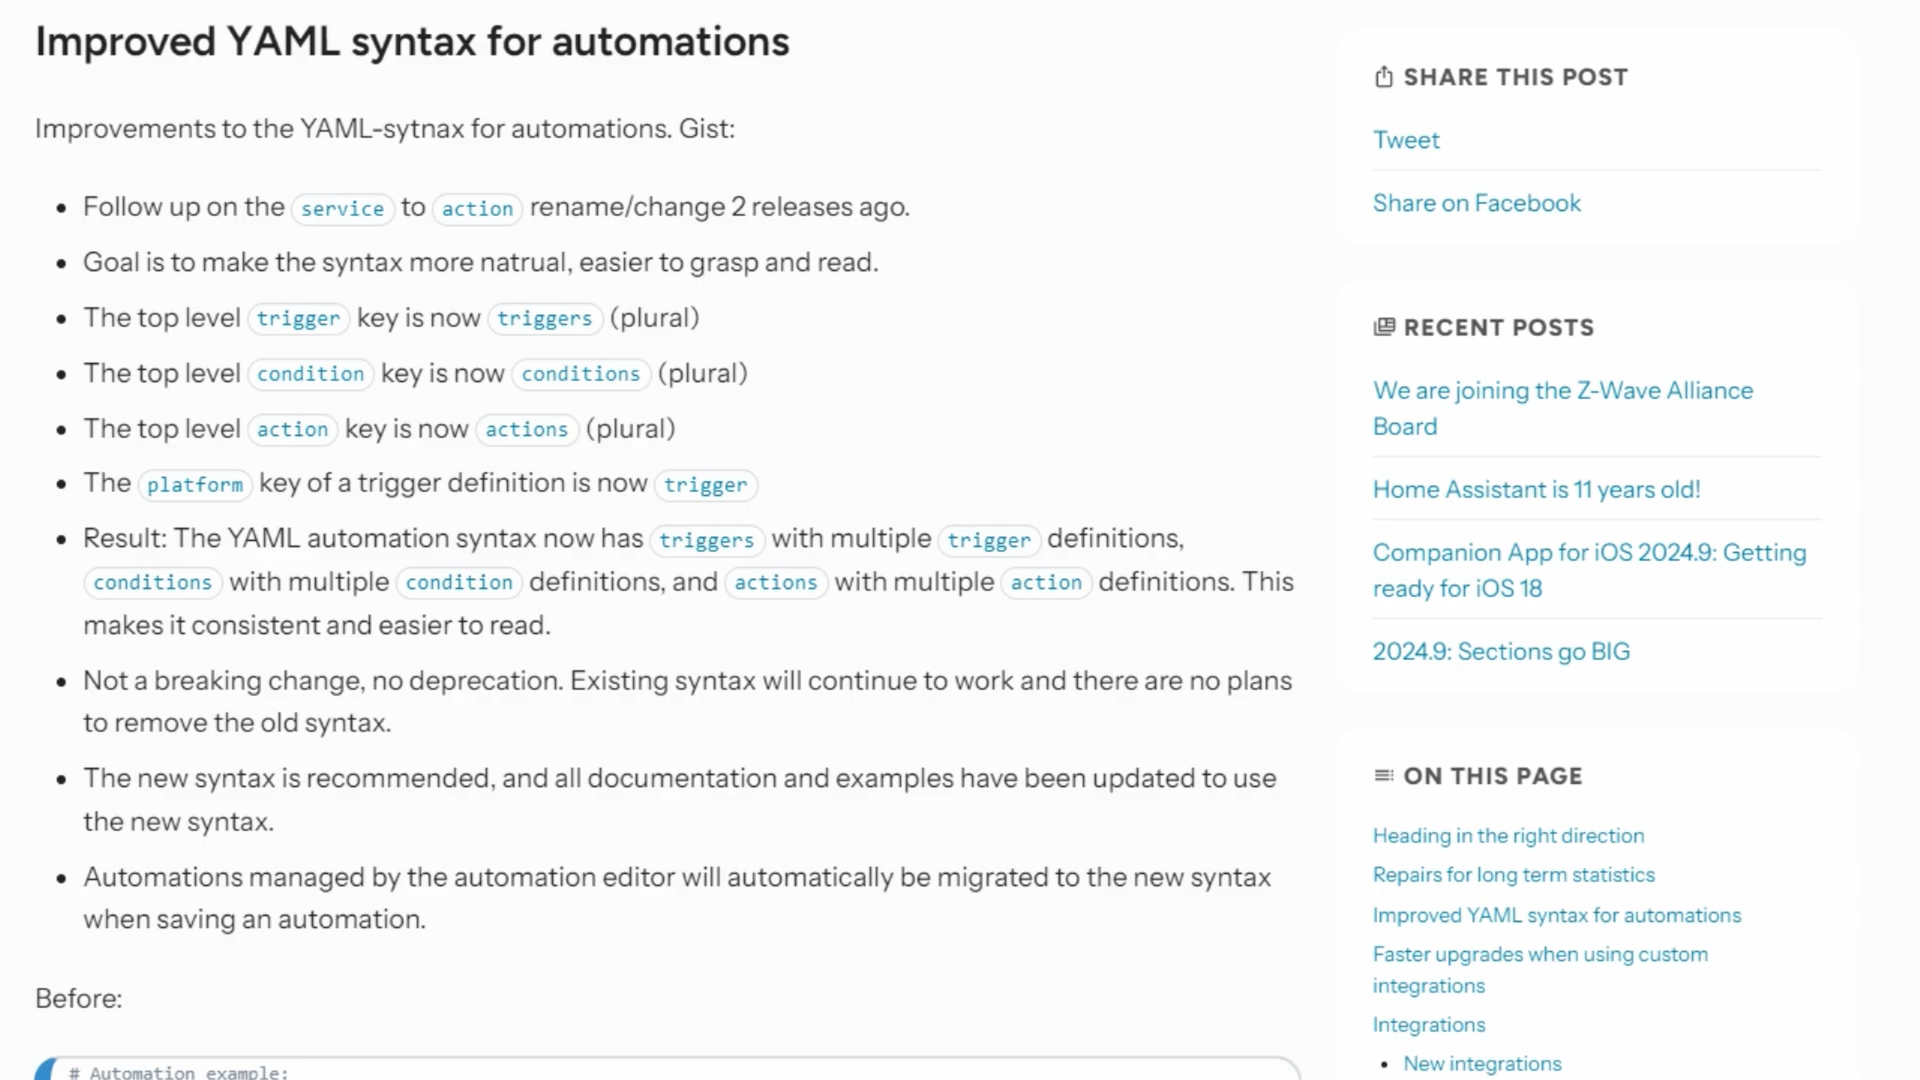 Improved YAML syntax for automations
Improvements to the YAML-sytnax for automations. Gist:
Follow up on the service to action rename/change 2 releases ago.
Goal is to make the syntax more natrual, easier to grasp and read.
The top level trigger key is now triggers (plural)
The top level condition key is now conditions (plural)
The top level action key is now actions (plural)
The platform key of a trigger definition is now trigger
Result: The YAML automation syntax now has triggers with multiple trigger definitions,
conditions with multiple condition definitions, and actions with multiple action definitions. This
makes it consistent and easier to read.
Not a breaking change, no deprecation. Existing syntax will continue to work and there are no plans
to remove the old syntax.
The new syntax is recommended, and all documentation and examples have been updated to use
the new syntax.
Automations managed by the automation editor will automatically be migrated to the new syntax
when saving an automation.
Before:
# Automation example:
SHARE THIS POST
Tweet
Share on Facebook
RECENT POSTS
We are joining the Z-Wave Alliance
Board
Home Assistant is 11 years old!
Companion App for iOS 2024.9: Getting
ready for iOS 18
2024.9: Sections go BIG
ON THIS PAGE
Heading in the right direction
Repairs for long term statistics
Improved YAML syntax for automations
Faster upgrades when using custom
integrations
Integrations
New integrations